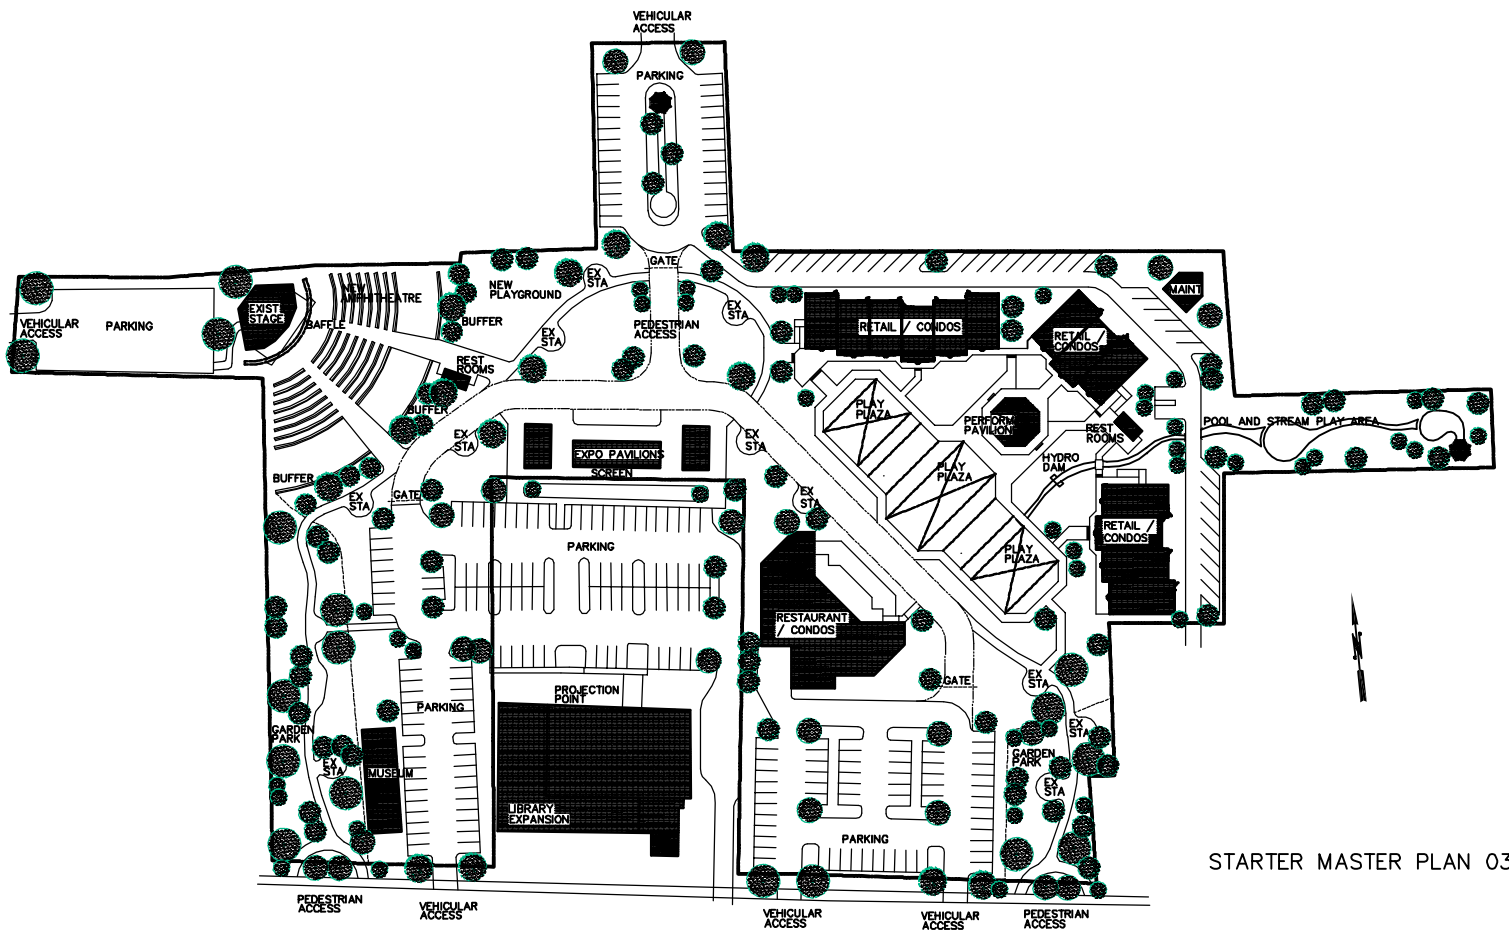 VEHICULAR
ACCESS
PARKING
GATE
EX
STA
NEW
PLAYGROUND
EX
STA
EX
STA
PEDESTRIAN
ACCESS
NEW
AMPHITHEATRE
EXIST
STAGE
BAFFLE
BUFFER
VEHICULAR
ACCESS
PARKING
REST
ROOMS
BUFFER
RETAIL / CONDOS
RETAIL /
CONDOS
MAINT
PLAY
PLAZA
PERFORM
PAVILION
REST
ROOMS
POOL AND STREAM PLAY AREA
EX
STA
EX
STA
EXPO PAVILIONS
SCREEN
PLAY
PLAZA
HYDRO
DAM
BUFFER
EX
STA
GATE
EX
STA
RETAIL /
CONDOS
PARKING
PLAY
PLAZA
RESTAURANT
/ CONDOS
EX
STA
GATE
PROJECTION
POINT
PARKING
GARDEN
PARK
EX
STA
MUSEUM
LIBRARY
EXPANSION
EX
STA
GARDEN
PARK
EX
STA
PARKING
STARTER MASTER PLAN 03
PEDESTRIAN
ACCESS
VEHICULAR
ACCESS
VEHICULAR
ACCESS
VEHICULAR
ACCESS
PEDESTRIAN
ACCESS
N